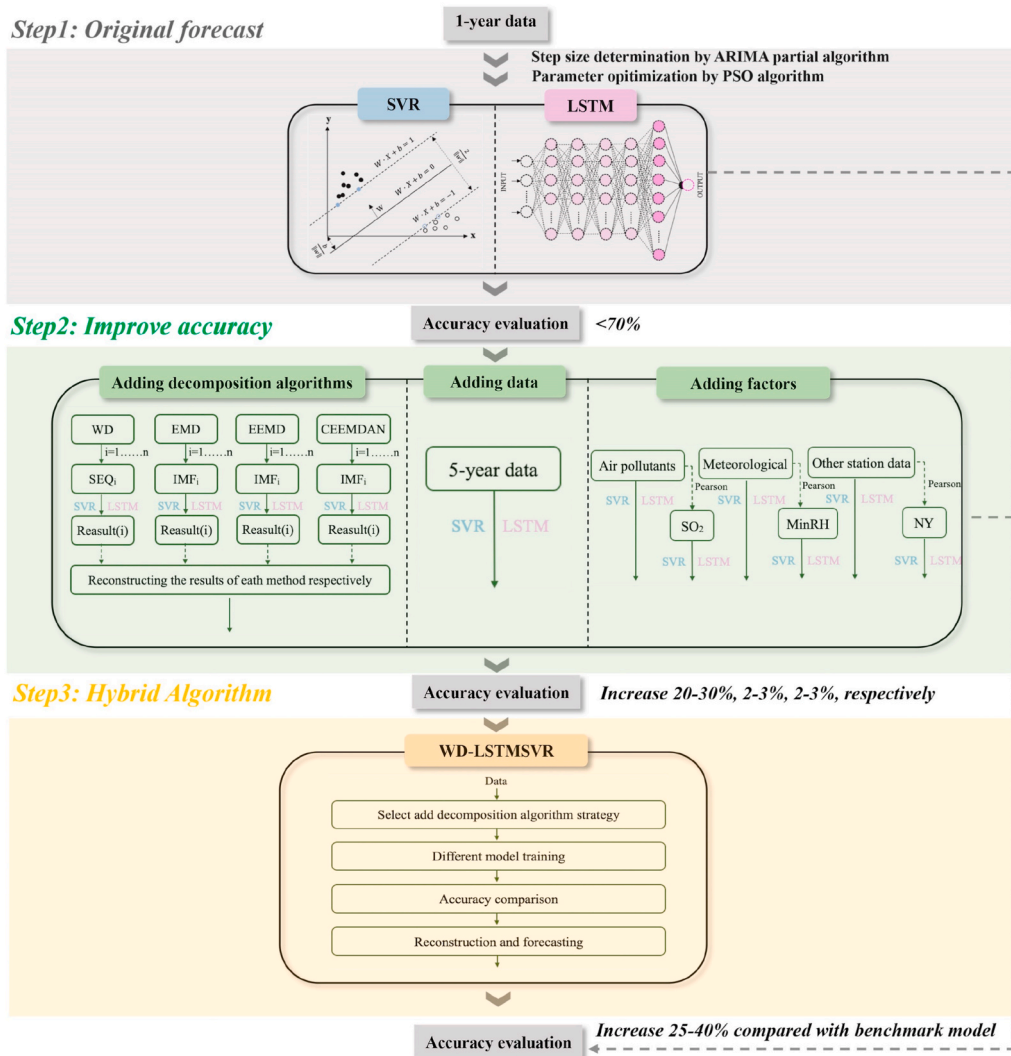 1-year data
Step1: Original forecast
Step size determination by ARIMA partial algorithm
Parameter opitimization by PSO algorithm
SVR
LSTM
y
W · X + b = 1
W · X + b = 0
W · X + b = −1
W
x
INPUT
OUTPUT
Step2: Improve accuracy
Accuracy evaluation
<70%
Adding decomposition algorithms
Adding data
Adding factors
WD
EMD
EEMD
CEEMDAN
i=1……n
i=1……n
i=1……n
i=1……n
SEQi
IMFi
IMFi
IMFi
SVR LSTM
SVR LSTM
SVR LSTM
SVR LSTM
Reasult(i)
Reasult(i)
Reasult(i)
Reasult(i)
Reconstructing the results of eath method respectively
5-year data
SVR LSTM
Air pollutants
Meteorological
Other station data
Pearson
Pearson
Pearson
SVR LSTM
SVR LSTM
SVR LSTM
SO₂
MinRH
NY
SVR LSTM
SVR LSTM
SVR LSTM
Step3: Hybrid Algorithm
Accuracy evaluation
Increase 20-30%, 2-3%, 2-3%, respectively
WD-LSTMSVR
Data
Select add decomposition algorithm strategy
Different model training
Accuracy comparison
Reconstruction and forecasting
Accuracy evaluation
Increase 25-40% compared with benchmark model